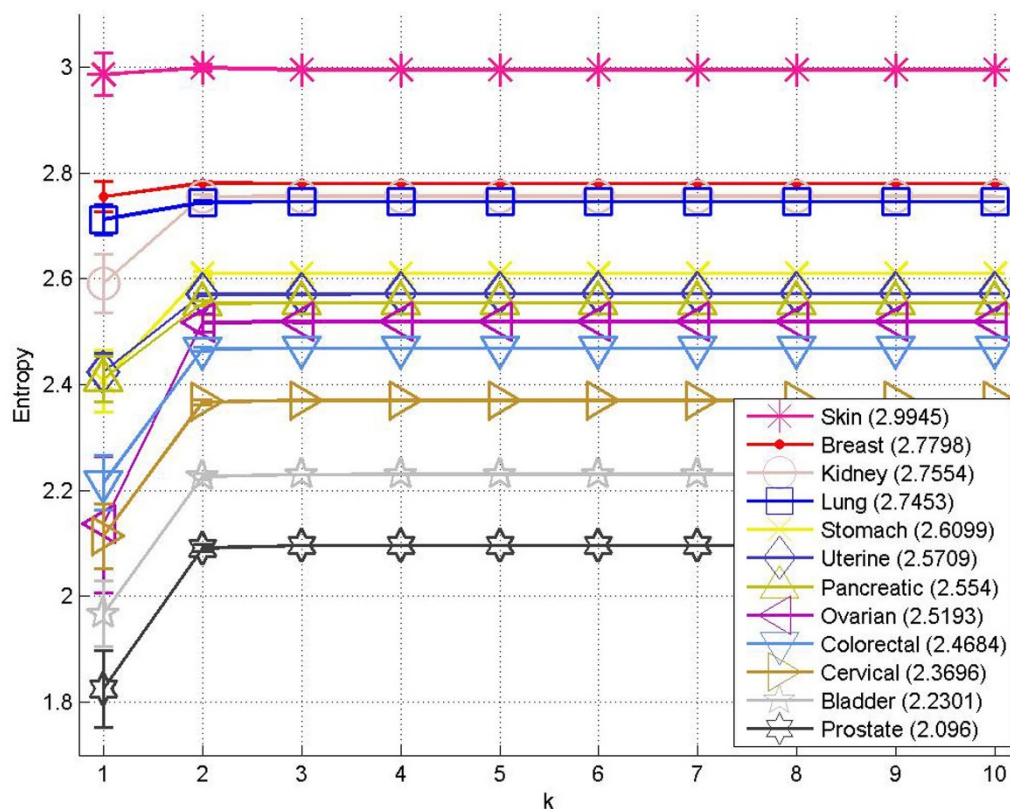 3
2.8
2.6
2.4
2.2
2
1.8
Entropy
1 2 3 4 5 6 7 8 9 10
k
Skin (2.9945)
Breast (2.7798)
Kidney (2.7554)
Lung (2.7453)
Stomach (2.6099)
Uterine (2.5709)
Pancreatic (2.554)
Ovarian (2.5193)
Colorectal (2.4684)
Cervical (2.3696)
Bladder (2.2301)
Prostate (2.096)